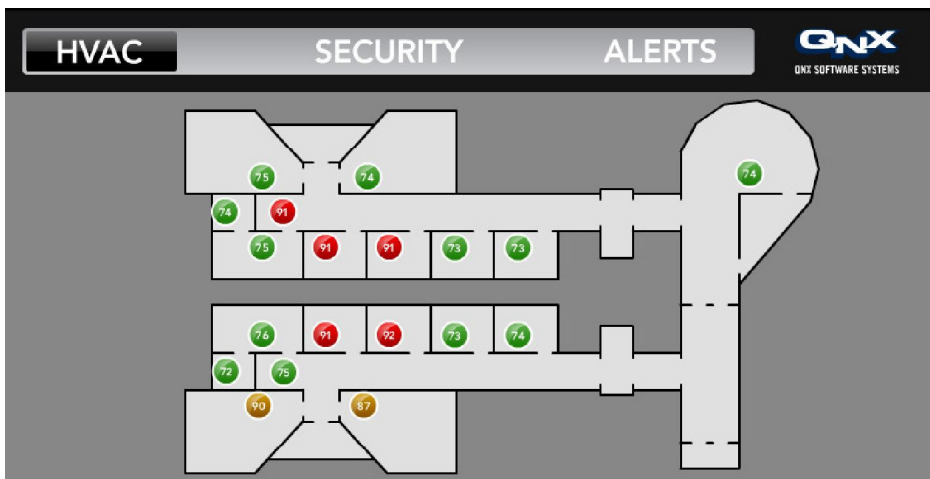 HVAC SECURITY ALERTS QNX
QNX SOFTWARE SYSTEMS
75 74 74
74 91
75 91 91 73 73
76 91 92 73 74
72 75
90 87